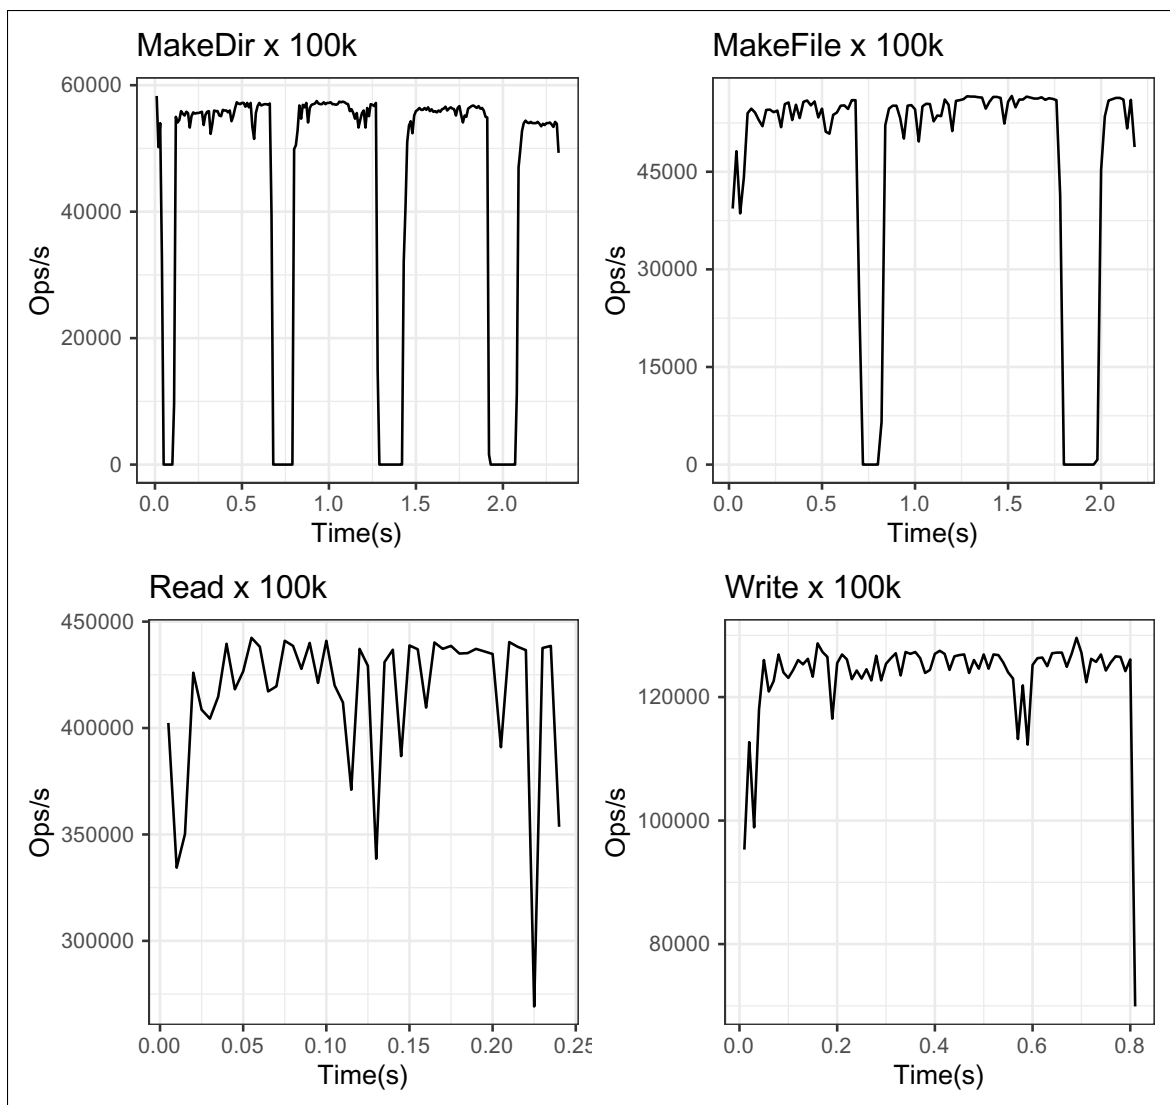 MakeDir x 100k
60000
40000
20000
0
Ops/s
0.0 0.5 1.0 1.5 2.0
Time(s)
MakeFile x 100k
45000
30000
15000
0
Ops/s
0.0 0.5 1.0 1.5 2.0
Time(s)
Read x 100k
450000
400000
350000
300000
Ops/s
0.00 0.05 0.10 0.15 0.20 0.25
Time(s)
Write x 100k
120000
100000
80000
Ops/s
0.0 0.2 0.4 0.6 0.8
Time(s)